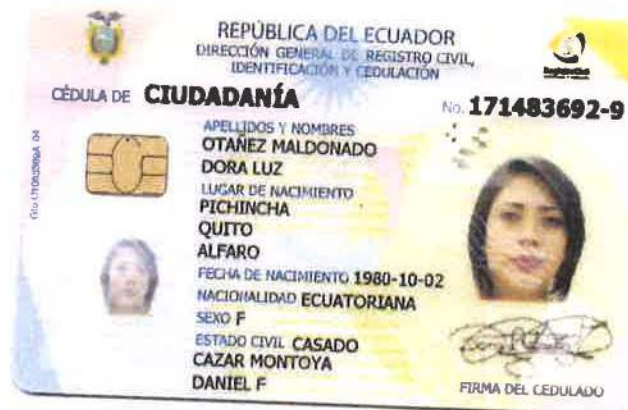 REPÚBLICA DEL ECUADOR
DIRECCIÓN GENERAL DE REGISTRO CIVIL,
IDENTIFICACIÓN Y CEDULACIÓN
CÉDULA DE CIUDADANÍA No. 171483692-9
APELLIDOS Y NOMBRES
OTAÑEZ MALDONADO
DORA LUZ
LUGAR DE NACIMIENTO
PICHINCHA
QUITO
ALFARO
FECHA DE NACIMIENTO 1980-10-02
NACIONALIDAD ECUATORIANA
SEXO F
ESTADO CIVIL CASADO
CAZAR MONTOYA
DANIEL F
FIRMA DEL CEDULADO